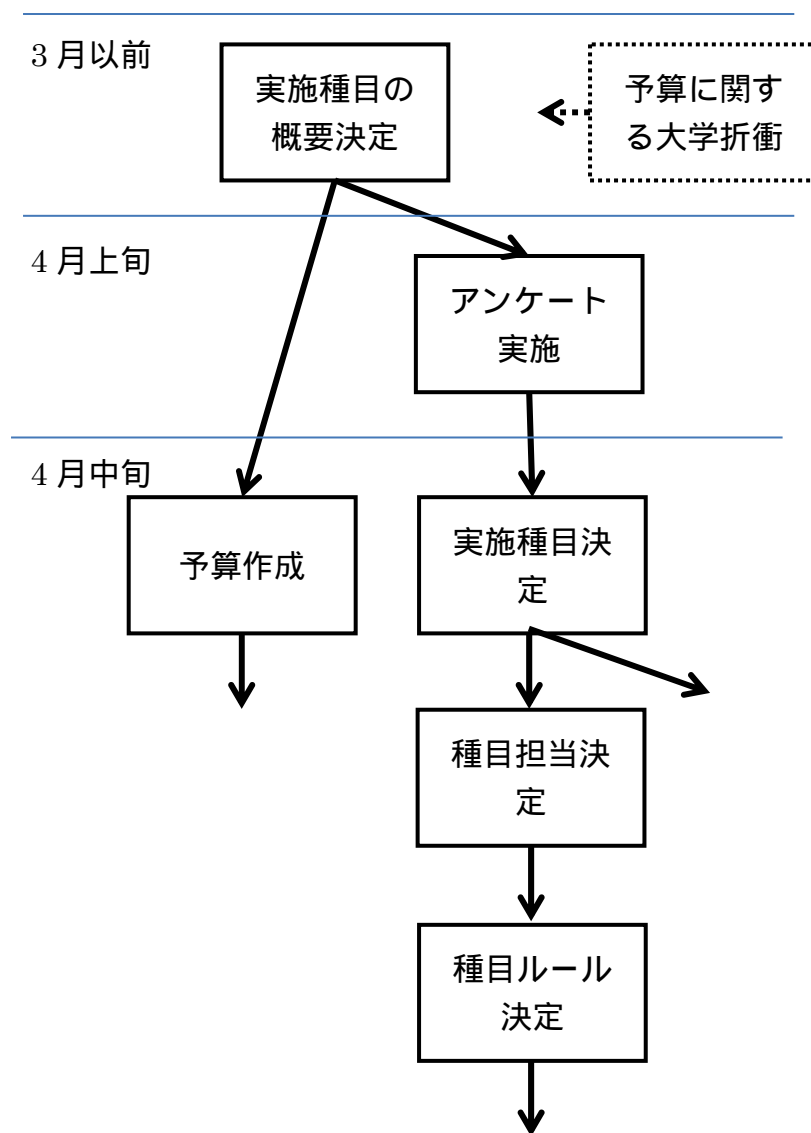 3 月以前
実施種目の
概要決定
予算に関す
る大学折衝
4 月上旬
アンケート
実施
4 月中旬
予算作成
実施種目決
定
種目担当決
定
種目ルール
決定